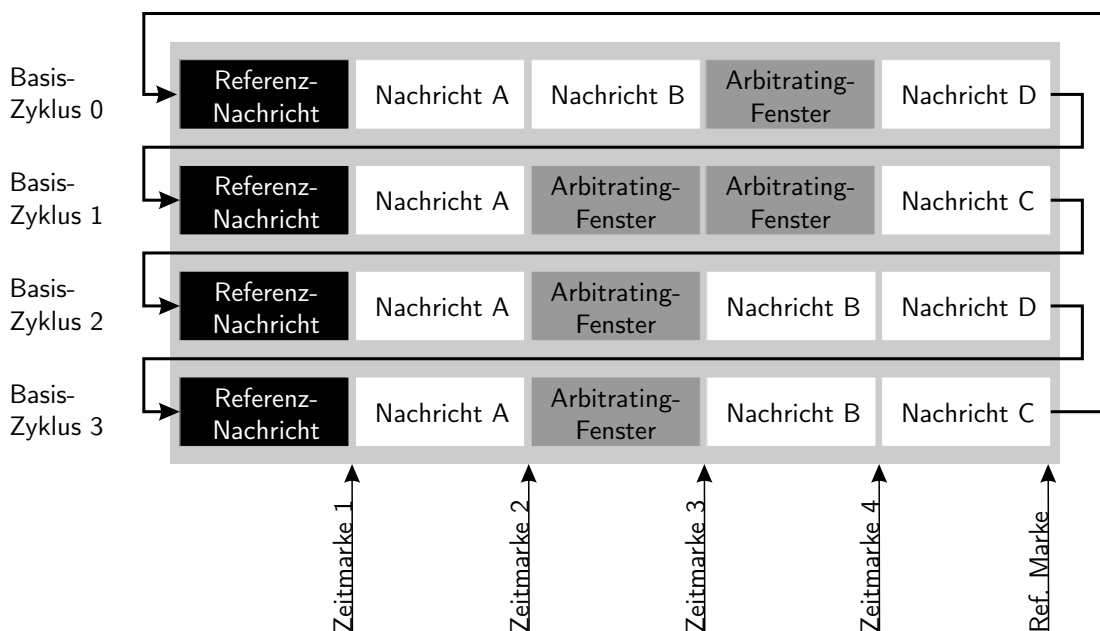 Basis-
Zyklus 0
Referenz-
Nachricht
Nachricht A
Nachricht B
Arbitrating-
Fenster
Nachricht D
Basis-
Zyklus 1
Referenz-
Nachricht
Nachricht A
Arbitrating-
Fenster
Arbitrating-
Fenster
Nachricht C
Basis-
Zyklus 2
Referenz-
Nachricht
Nachricht A
Arbitrating-
Fenster
Nachricht B
Nachricht D
Basis-
Zyklus 3
Referenz-
Nachricht
Nachricht A
Arbitrating-
Fenster
Nachricht B
Nachricht C
Zeitmarke 1
Zeitmarke 2
Zeitmarke 3
Zeitmarke 4
Ref. Marke